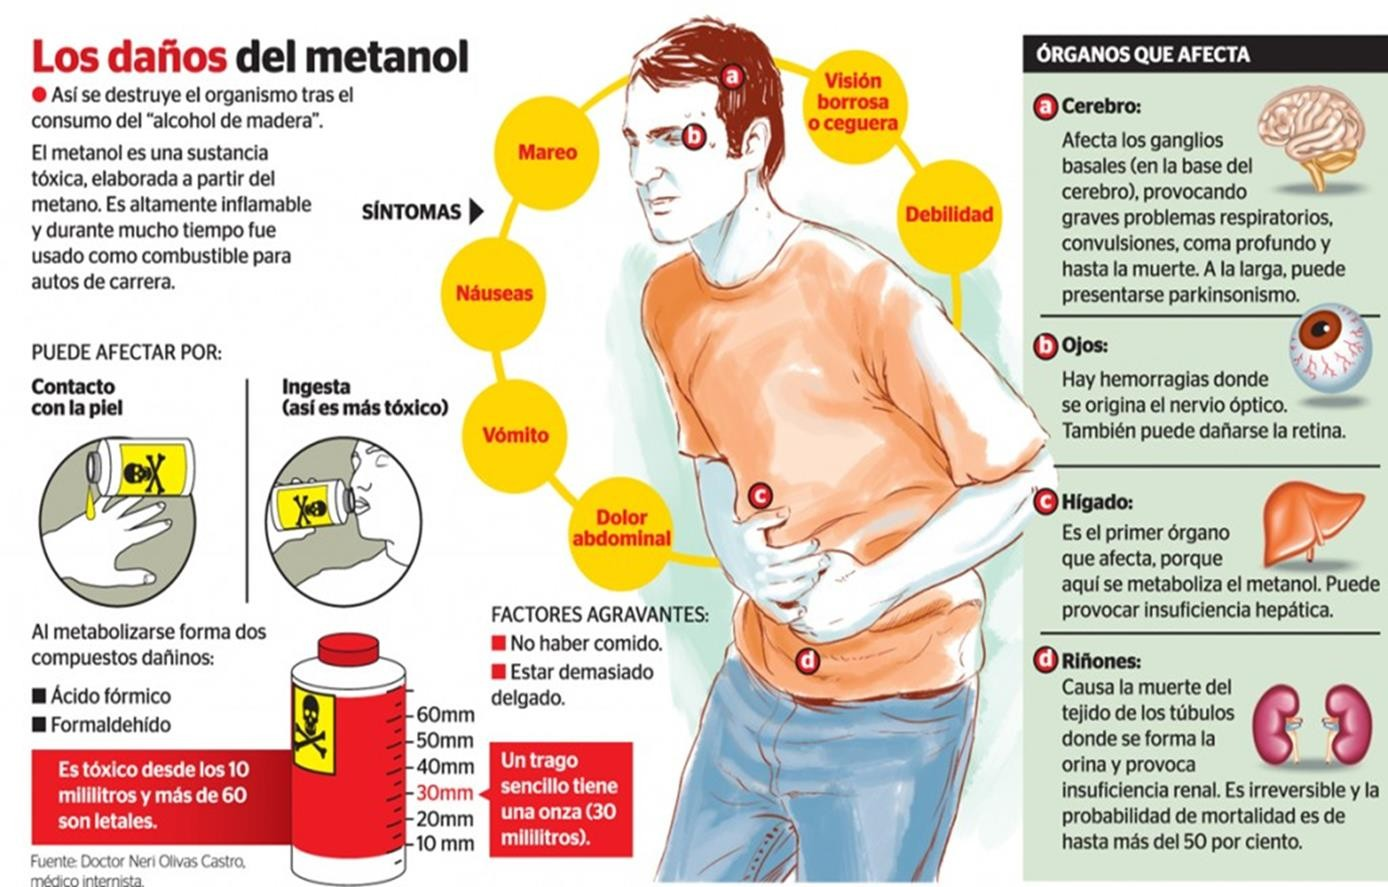 Los daños del metanol
Así se destruye el organismo tras el
consumo del “alcohol de madera”.
El metanol es una sustancia
tóxica, elaborada a partir del
metano. Es altamente inflamable
y durante mucho tiempo fue
usado como combustible para
autos de carrera.
SÍNTOMAS
Mareo
Náuseas
Vómito
Dolor
abdominal
Visión
borrosa
o ceguera
Debilidad
a
b
c
d
PUEDE AFECTAR POR:
Contacto
con la piel
Ingesta
(así es más tóxico)
Al metabolizarse forma dos
compuestos dañinos:
Ácido fórmico
Formaldehído
Es tóxico desde los 10
mililitros y más de 60
son letales.
60mm
50mm
40mm
30mm
20mm
10 mm
FACTORES AGRAVANTES:
No haber comido.
Estar demasiado
delgado.
Un trago
sencillo tiene
una onza (30
mililitros).
Fuente: Doctor Neri Olivas Castro,
médico internista.
ÓRGANOS QUE AFECTA
a Cerebro:
Afecta los ganglios
basales (en la base del
cerebro), provocando
graves problemas respiratorios,
convulsiones, coma profundo y
hasta la muerte. A la larga, puede
presentarse parkinsonismo.
b Ojos:
Hay hemorragias donde
se origina el nervio óptico.
También puede dañarse la retina.
c Hígado:
Es el primer órgano
que afecta, porque
aquí se metaboliza el metanol. Puede
provocar insuficiencia hepática.
d Riñones:
Causa la muerte del
tejido de los túbulos
donde se forma la
orina y provoca
insuficiencia renal. Es irreversible y la
probabilidad de mortalidad es de
hasta más del 50 por ciento.